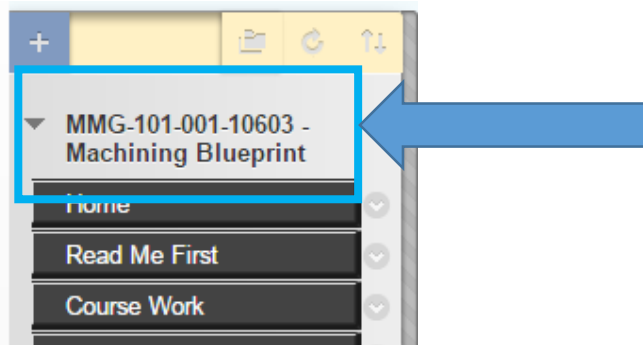 MMG-101-001-10603 -
Machining Blueprint
Home
Read Me First
Course Work